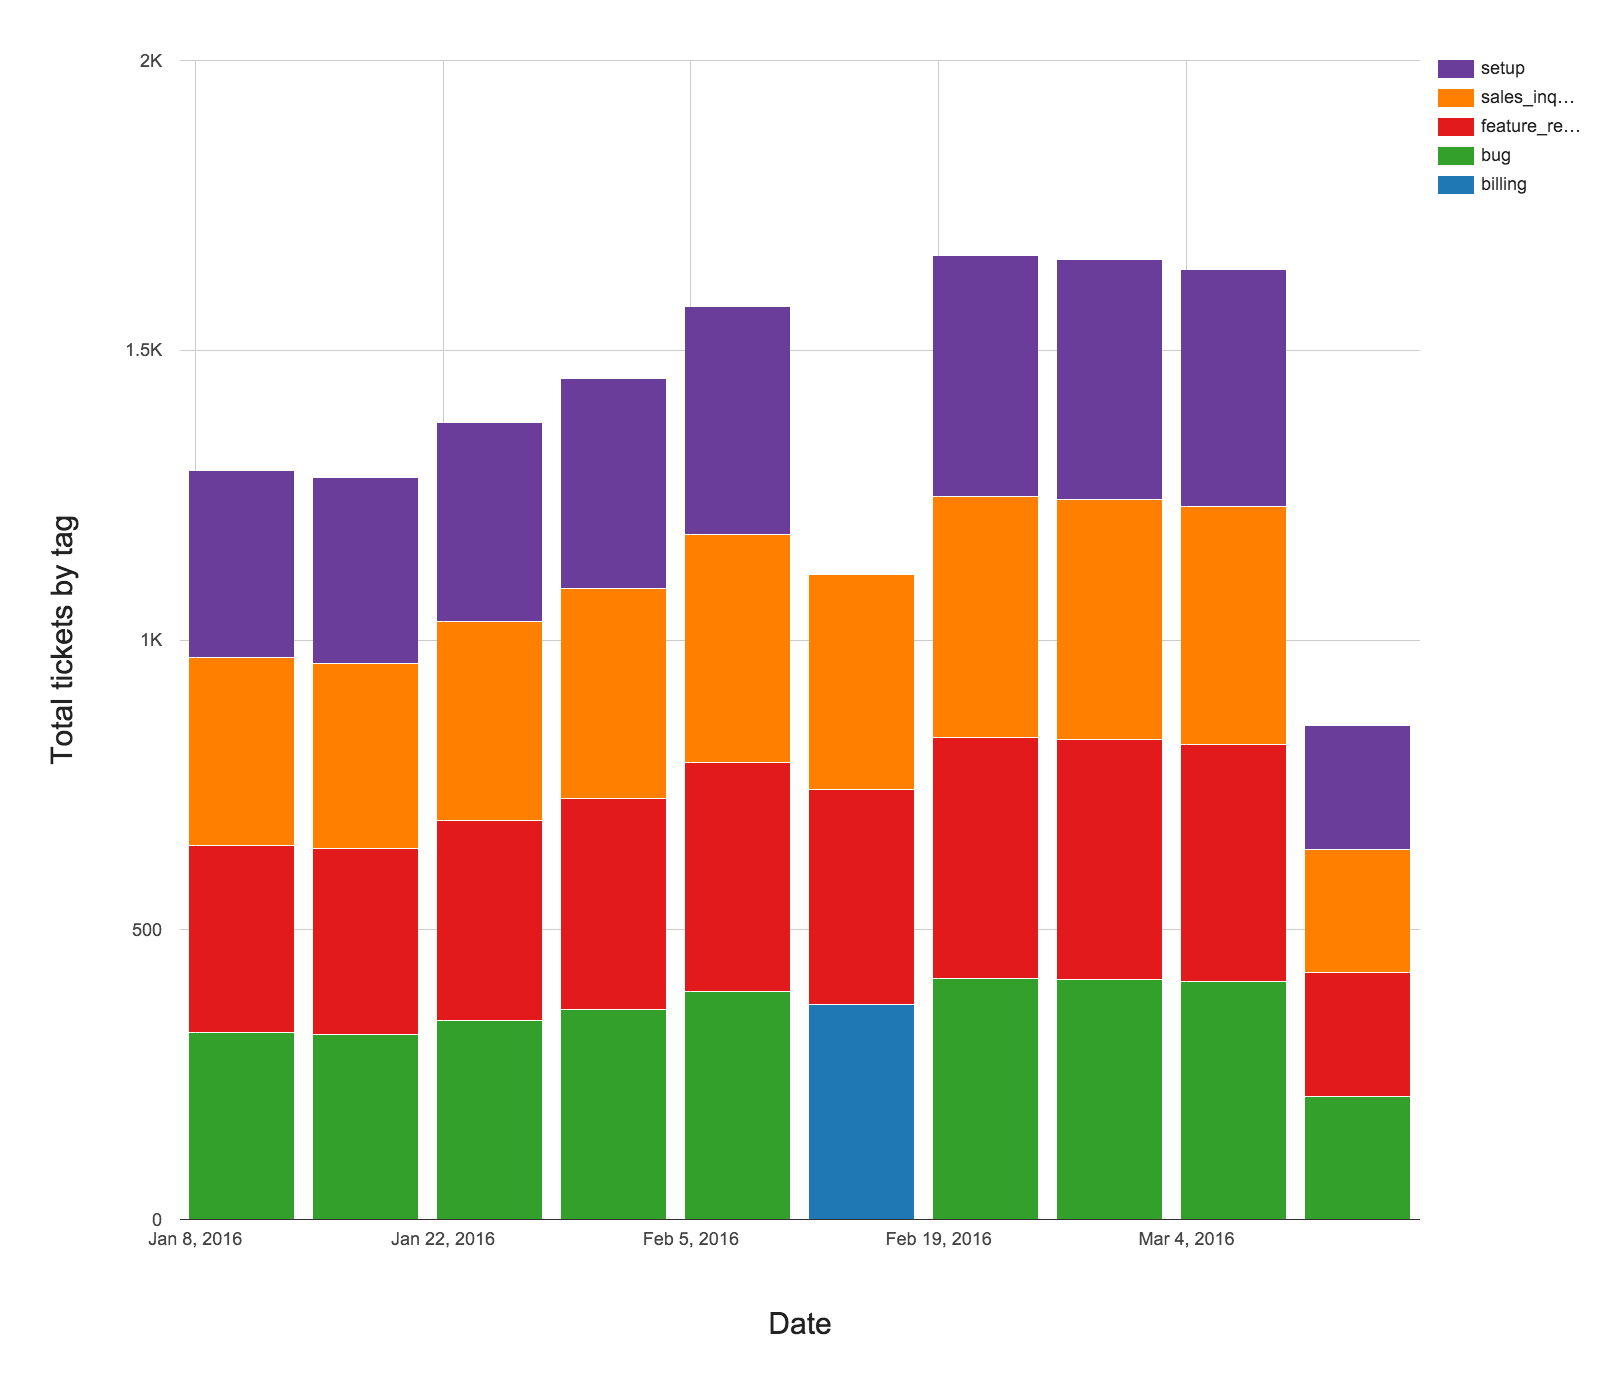 2K
1.5K
1K
500
0
Total tickets by tag
Jan 8, 2016
Jan 22, 2016
Feb 5, 2016
Feb 19, 2016
Mar 4, 2016
Date
setup
sales_inq...
feature_re...
bug
billing